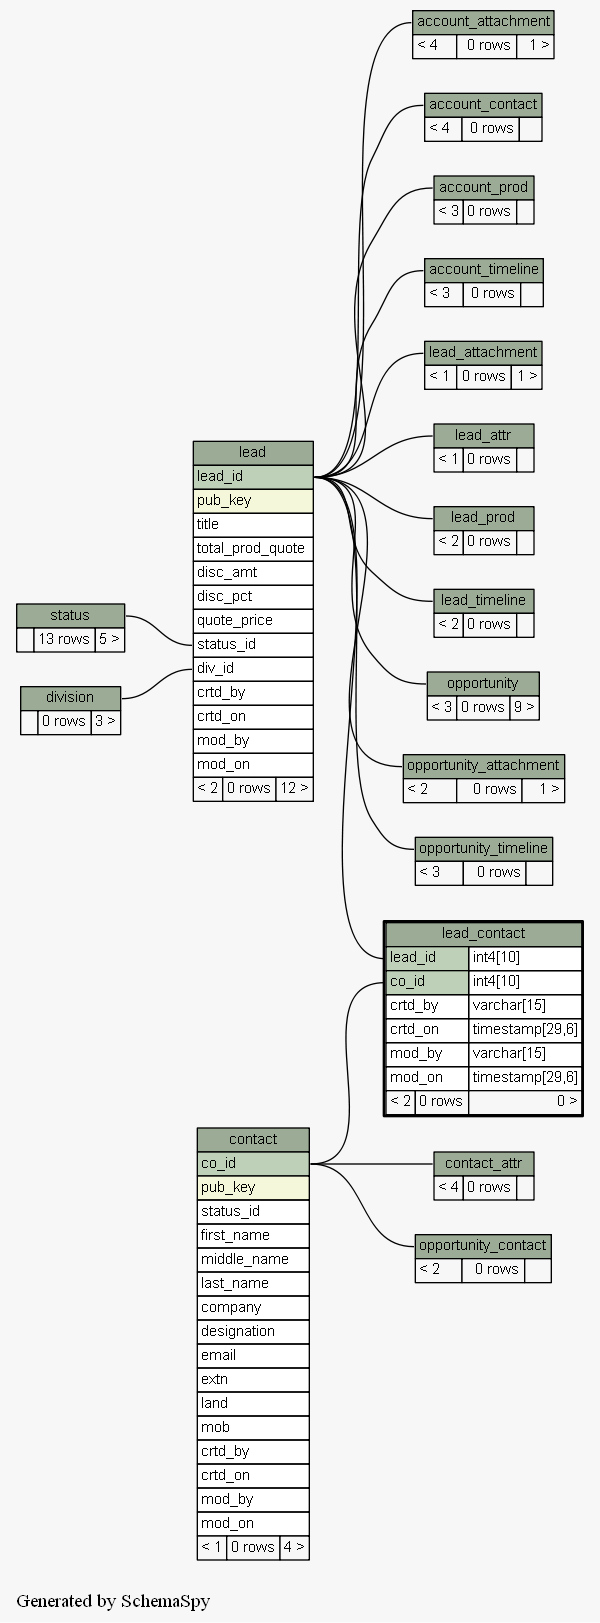 account_attachment
< 4 0 rows 1 >
account_contact
< 4 0 rows
account_prod
< 3 0 rows
account_timeline
< 3 0 rows
lead_attachment
< 1 0 rows 1 >
lead_attr
< 1 0 rows
lead_prod
< 2 0 rows
lead_timeline
< 2 0 rows
opportunity
< 3 0 rows 9 >
opportunity_attachment
< 2 0 rows 1 >
opportunity_timeline
< 3 0 rows
lead
lead_id
pub_key
title
total_prod_quote
disc_amt
disc_pct
quote_price
status_id
div_id
crtd_by
crtd_on
mod_by
mod_on
< 2 0 rows 12 >
status
13 rows 5 >
division
0 rows 3 >
lead_contact
lead_id int4[10]
co_id int4[10]
crtd_by varchar[15]
crtd_on timestamp[29,6]
mod_by varchar[15]
mod_on timestamp[29,6]
< 2 0 rows 0 >
contact
co_id
pub_key
status_id
first_name
middle_name
last_name
company
designation
email
extn
land
mob
crtd_by
crtd_on
mod_by
mod_on
< 1 0 rows 4 >
contact_attr
< 4 0 rows
opportunity_contact
< 2 0 rows
Generated by SchemaSpy